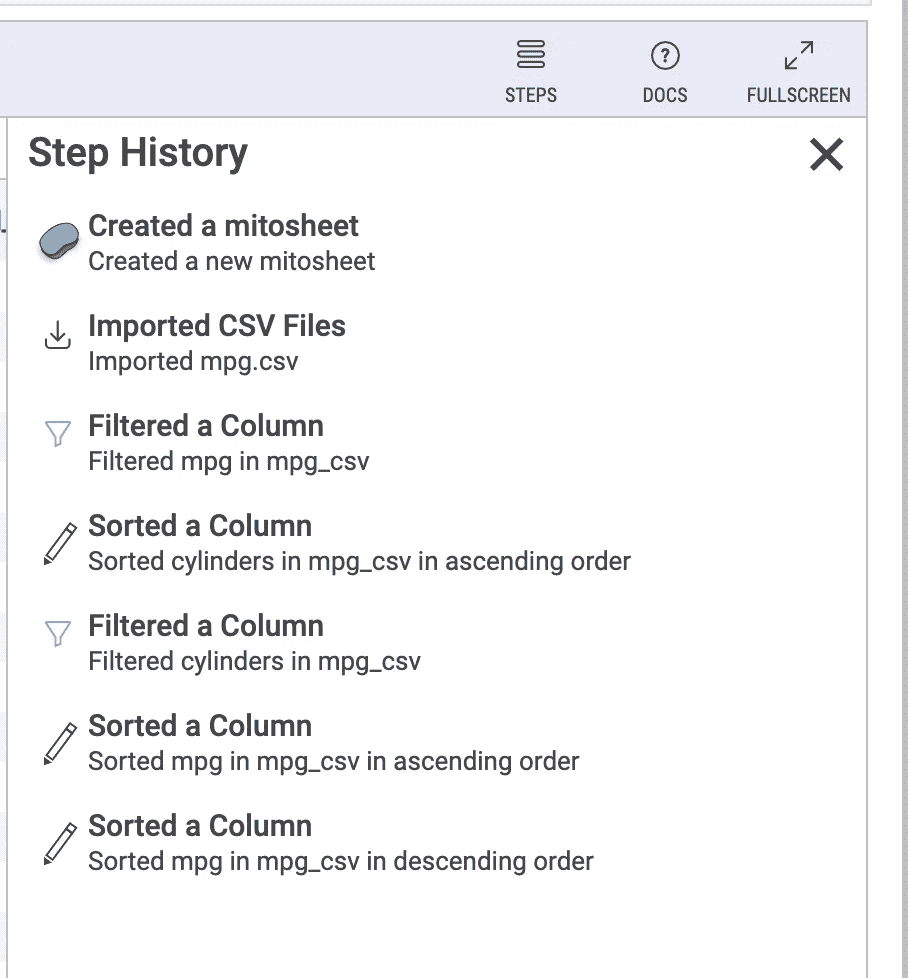 STEPS
DOCS
FULLSCREEN
Step History
Created a mitosheet
Created a new mitosheet
Imported CSV Files
Imported mpg.csv
Filtered a Column
Filtered mpg in mpg_csv
Sorted a Column
Sorted cylinders in mpg_csv in ascending order
Filtered a Column
Filtered cylinders in mpg_csv
Sorted a Column
Sorted mpg in mpg_csv in ascending order
Sorted a Column
Sorted mpg in mpg_csv in descending order